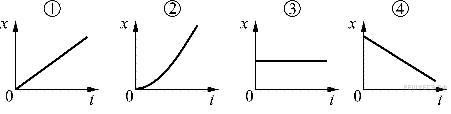 ① ② ③ ④
x x x x
0 t 0 t 0 t 0 t